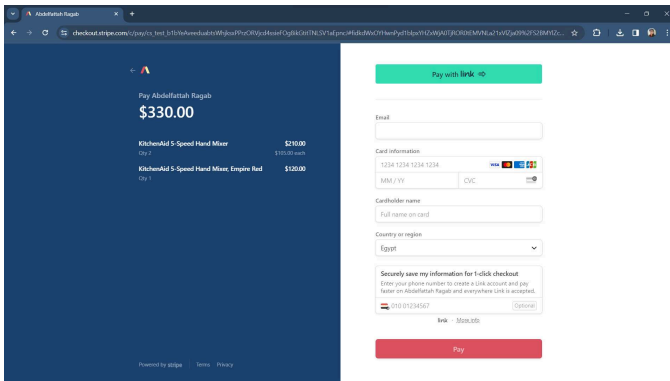 Abdelfattah Ragab
Pay Abdelfattah Ragab
$330.00
KitchenAid 5-Speed Hand Mixer $210.00
Qty 2 $105.00 each
KitchenAid 5-Speed Hand Mixer, Empire Red $120.00
Qty 1
Powered by stripe Terms Privacy
Pay with link
Email
Card information
1234 1234 1234 1234 VISA
MM / YY CVC
Cardholder name
Full name on card
Country or region
Egypt
Securely save my information for 1-click checkout
Enter your phone number to create a Link account and pay
faster on Abdelfattah Ragab and everywhere Link is accepted.
010 01234567 Optional
link · More info
Pay